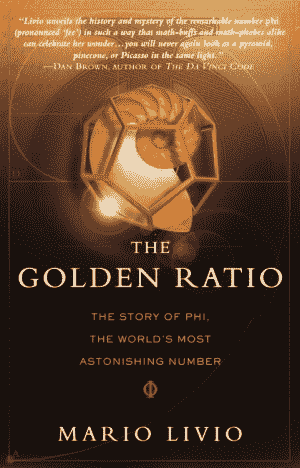 "Livio unveils the history and mystery of the remarkable number phi
(pronounced 'fee') in such a way that math-buffs and math-phobes alike
can celebrate her wonder...you will never again look as a pyramid,
pinecone, or Picasso in the same light."
—DAN BROWN, AUTHOR OF THE DA VINCI CODE
THE
GOLDEN RATIO
THE STORY OF PHI,
THE WORLD'S MOST
ASTONISHING NUMBER
Φ
MARIO LIVIO